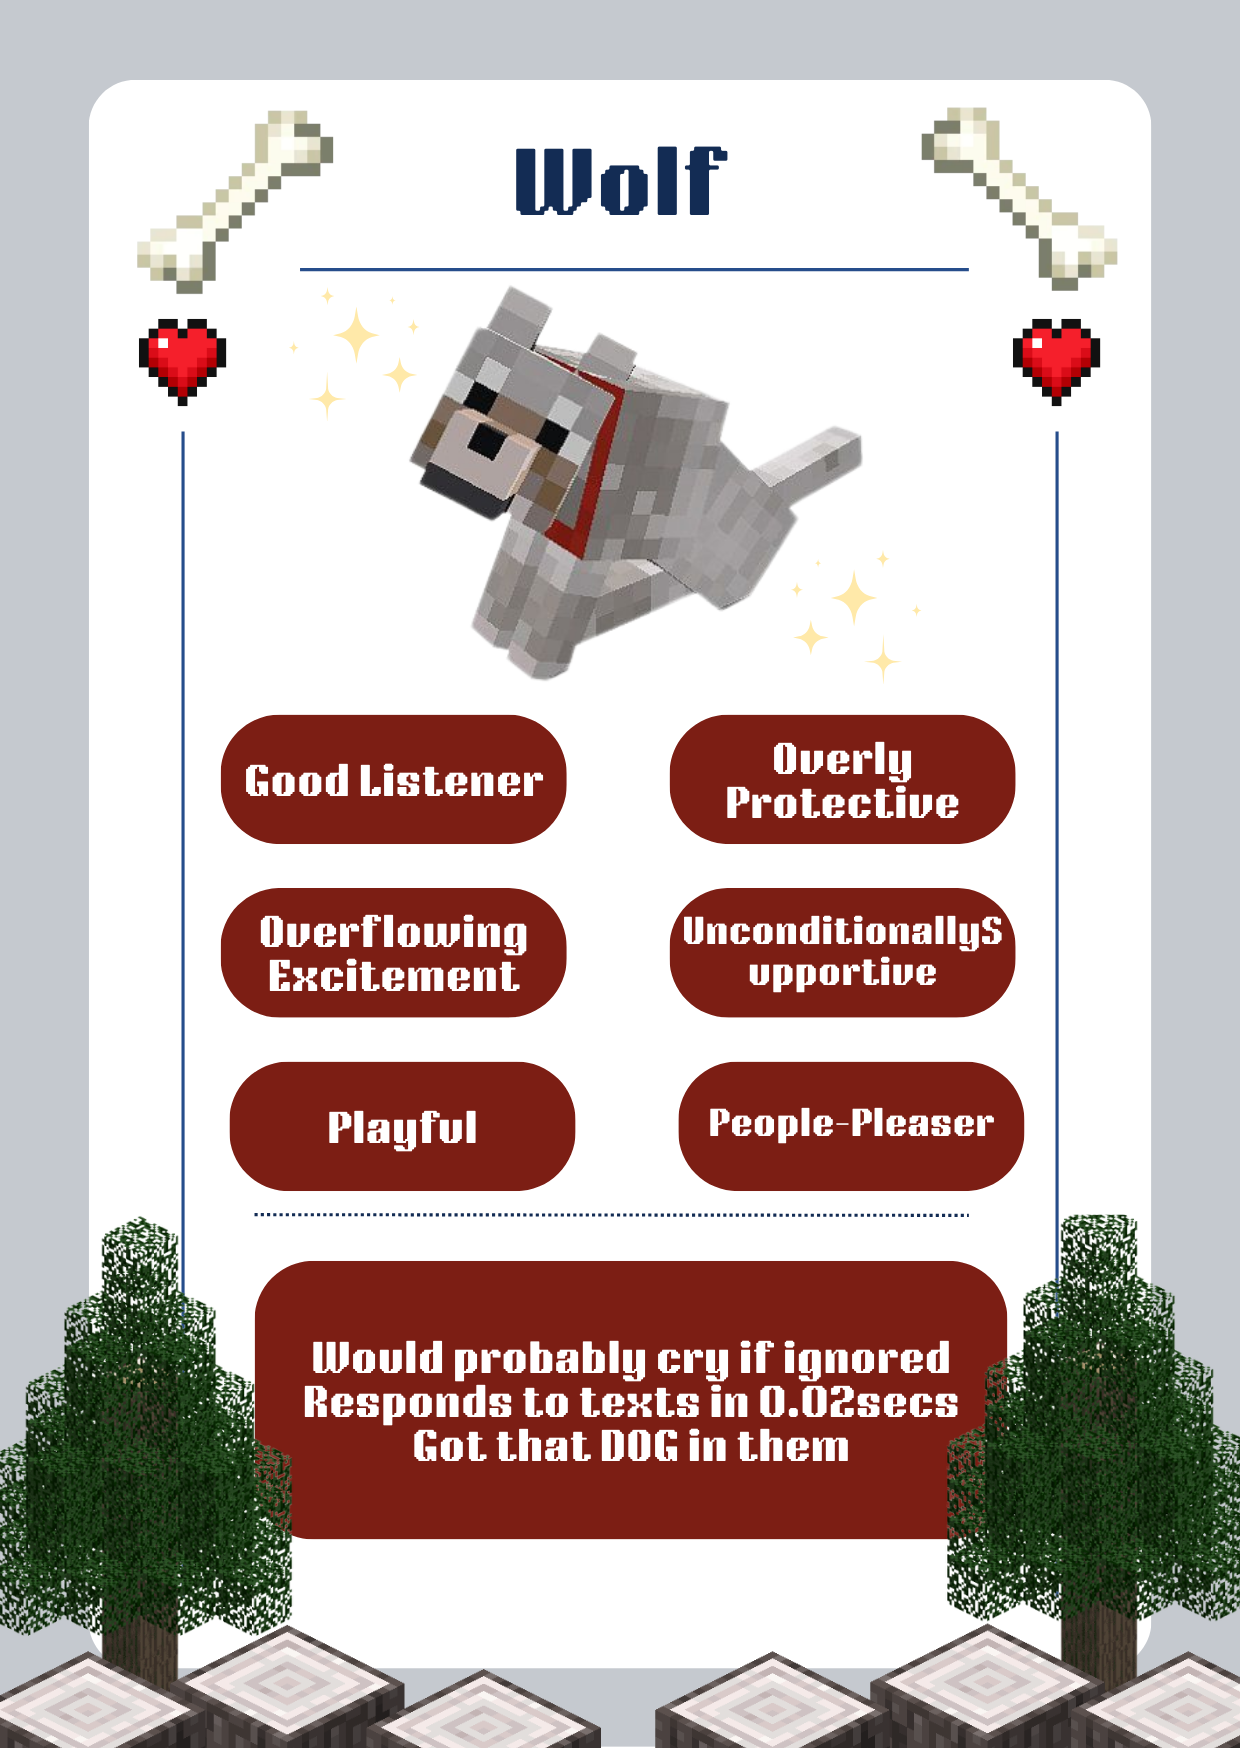 Wolf
Good Listener
Overly
Protective
Overflowing
Excitement
UnconditionallyS
upportive
Playful
People-Pleaser
Would probably cry if ignored
Responds to texts in 0.02secs
Got that DOG in them